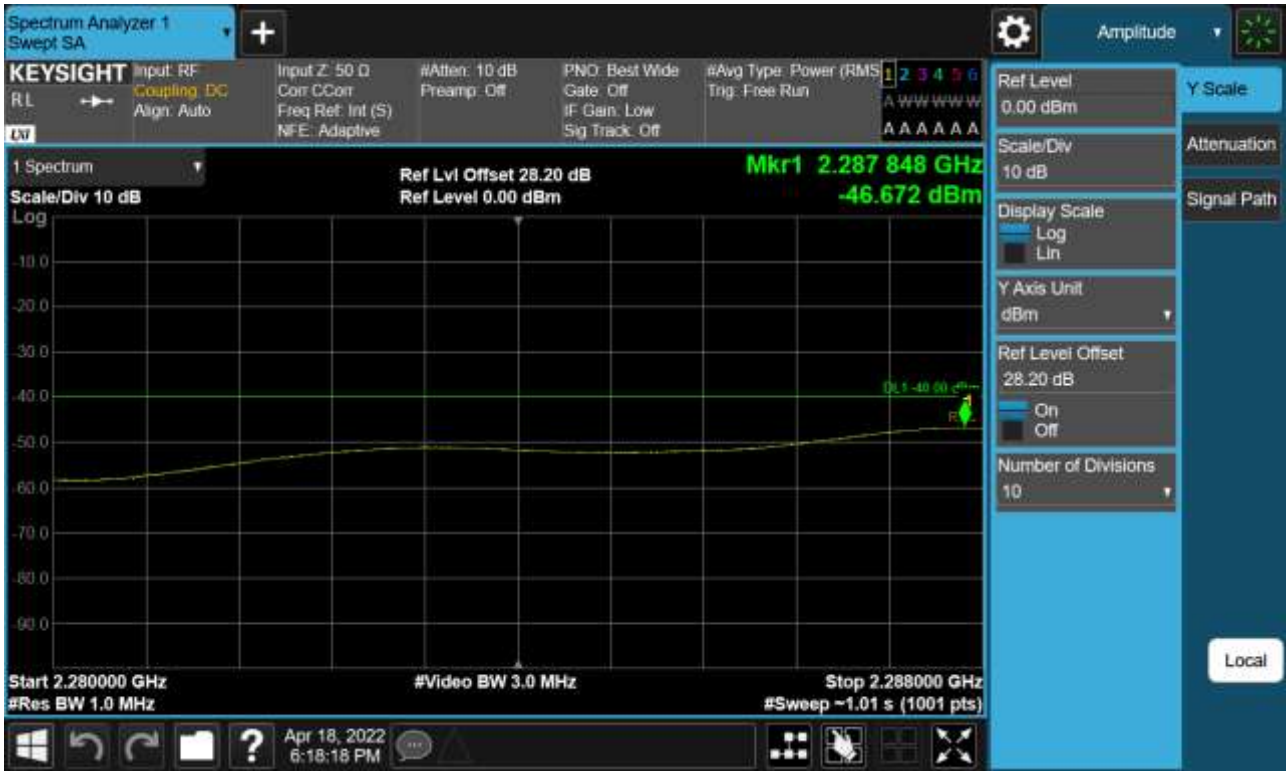 Spectrum Analyzer 1
Swept SA
+
Amplitude
KEYSIGHT
RL
LXI
Input: RF
Coupling: DC
Align: Auto
Input Z: 50 Ω
Corr CCorr
Freq Ref: Int (S)
NFE: Adaptive
#Atten: 10 dB
Preamp: Off
PNO: Best Wide
Gate: Off
IF Gain: Low
Sig Track: Off
#Avg Type: Power (RMS
Trig: Free Run
1 2 3 4 5 6
A W W W W W
A A A A A A
1 Spectrum
Scale/Div 10 dB
Ref Lvl Offset 28.20 dB
Ref Level 0.00 dBm
Mkr1 2.287 848 GHz
-46.672 dBm
Log
-10.0
-20.0
-30.0
-40.0
-50.0
-60.0
-70.0
-80.0
-90.0
DL1 -40.00
1
Start 2.280000 GHz
#Res BW 1.0 MHz
#Video BW 3.0 MHz
Stop 2.288000 GHz
#Sweep ~1.01 s (1001 pts)
Ref Level
0.00 dBm
Scale/Div
10 dB
Display Scale
Log
Lin
Y Axis Unit
dBm
Ref Level Offset
28.20 dB
On
Off
Number of Divisions
10
Y Scale
Attenuation
Signal Path
Local
?
Apr 18, 2022
6:18:18 PM